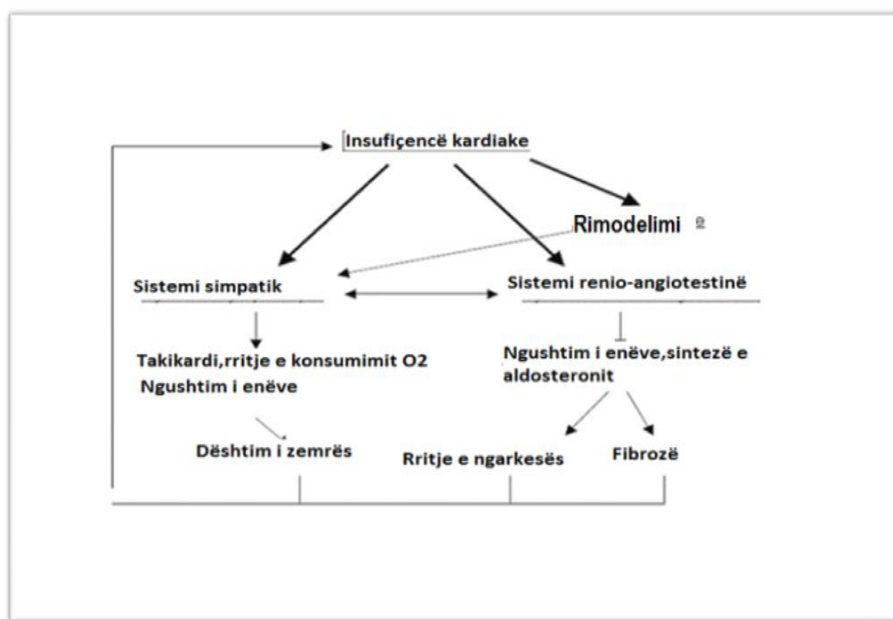 Insufiçencë kardiake
Rimodelimi e
Sistemi simpatik
Sistemi renio-angiotestinë
Takikardi,rritje e konsumimit O2
Ngushtim i enëve
Ngushtim i enëve,sintezë e
aldosteronit
Dështim i zemrës
Rritje e ngarkesës
Fibrozë